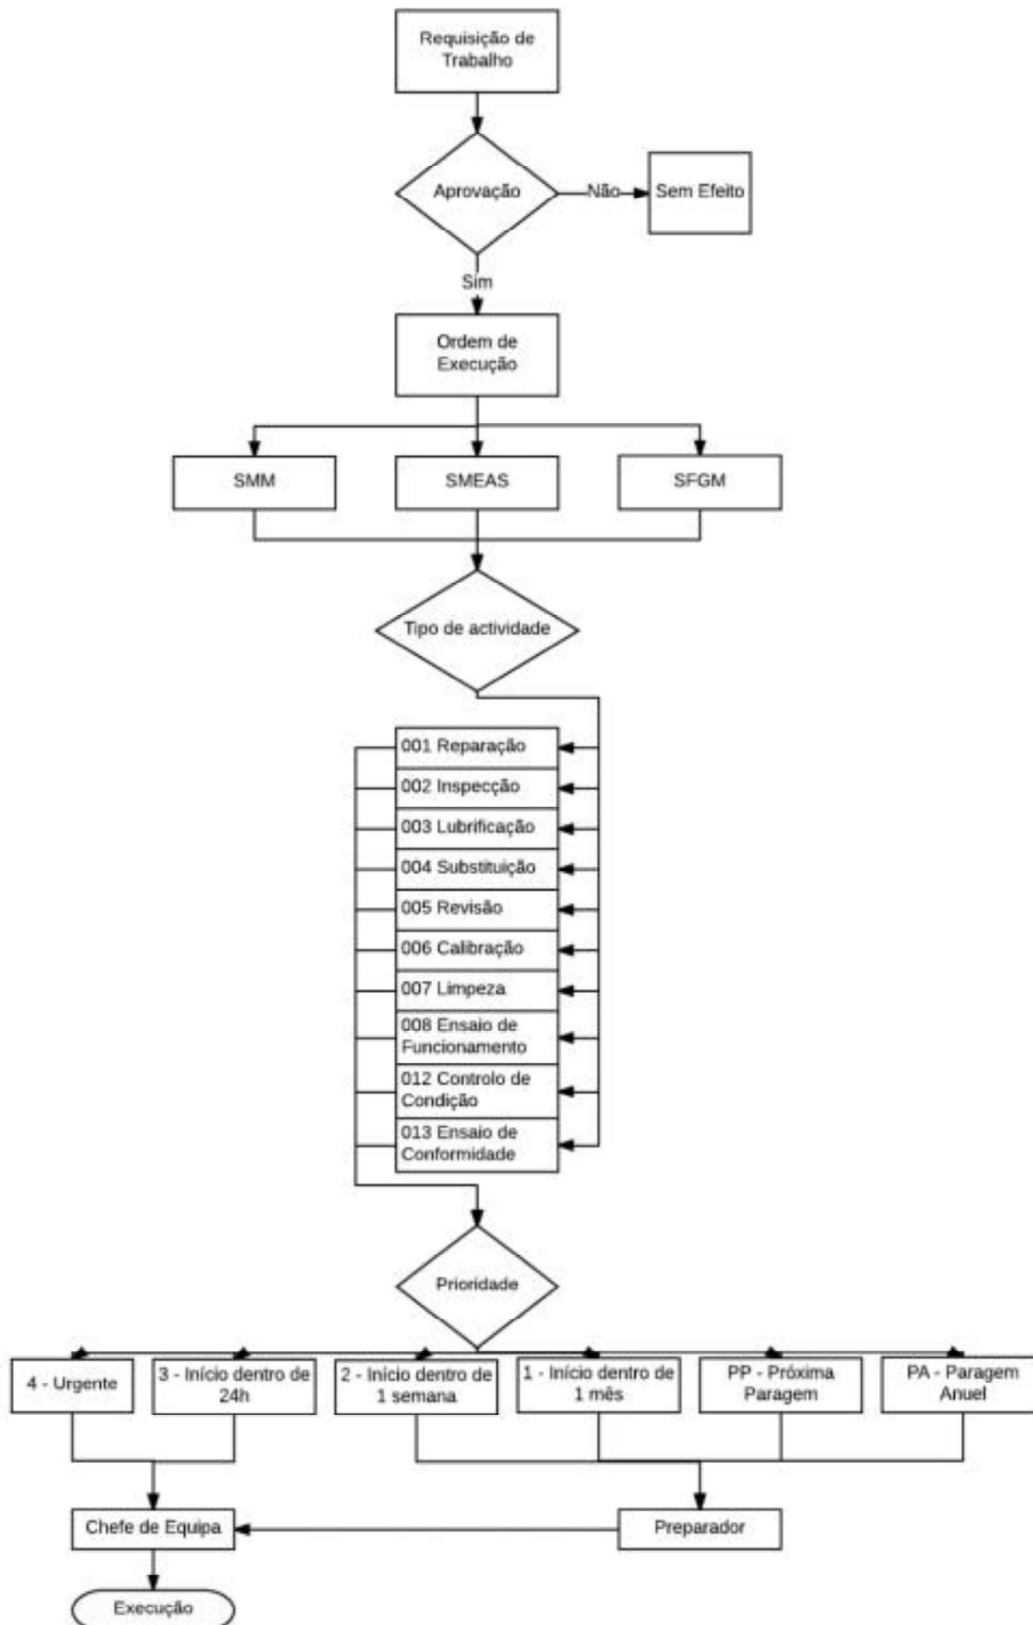 Requisição de
Trabalho
Aprovação
Não
Sem Efeito
Sim
Ordem de
Execução
SMM
SMEAS
SFGM
Tipo de actividade
001 Reparação
002 Inspecção
003 Lubrificação
004 Substituição
005 Revisão
006 Calibração
007 Limpeza
008 Ensaio de
Funcionamento
012 Controlo de
Condição
013 Ensaio de
Conformidade
Prioridade
4 - Urgente
3 - Início dentro de
24h
2 - Início dentro de
1 semana
1 - Início dentro de
1 mês
PP - Próxima
Paragem
PA - Paragem
Anuel
Chefe de Equipa
Preparador
Execução